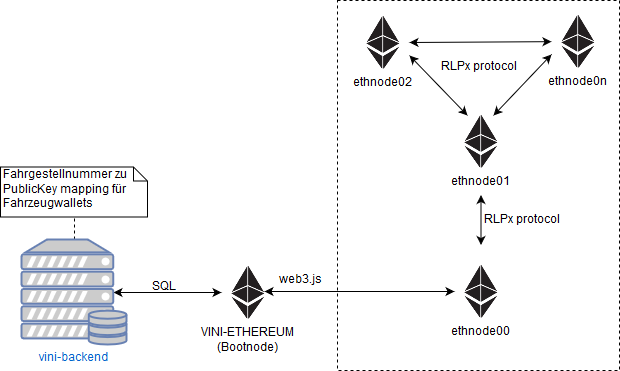 ethnode02
RLPx protocol
ethnode0n
ethnode01
RLPx protocol
Fahrgestellnummer zu
PublicKey mapping für
Fahrzeugwallets
SQL
web3.js
vini-backend
VINI-ETHEREUM
(Bootnode)
ethnode00